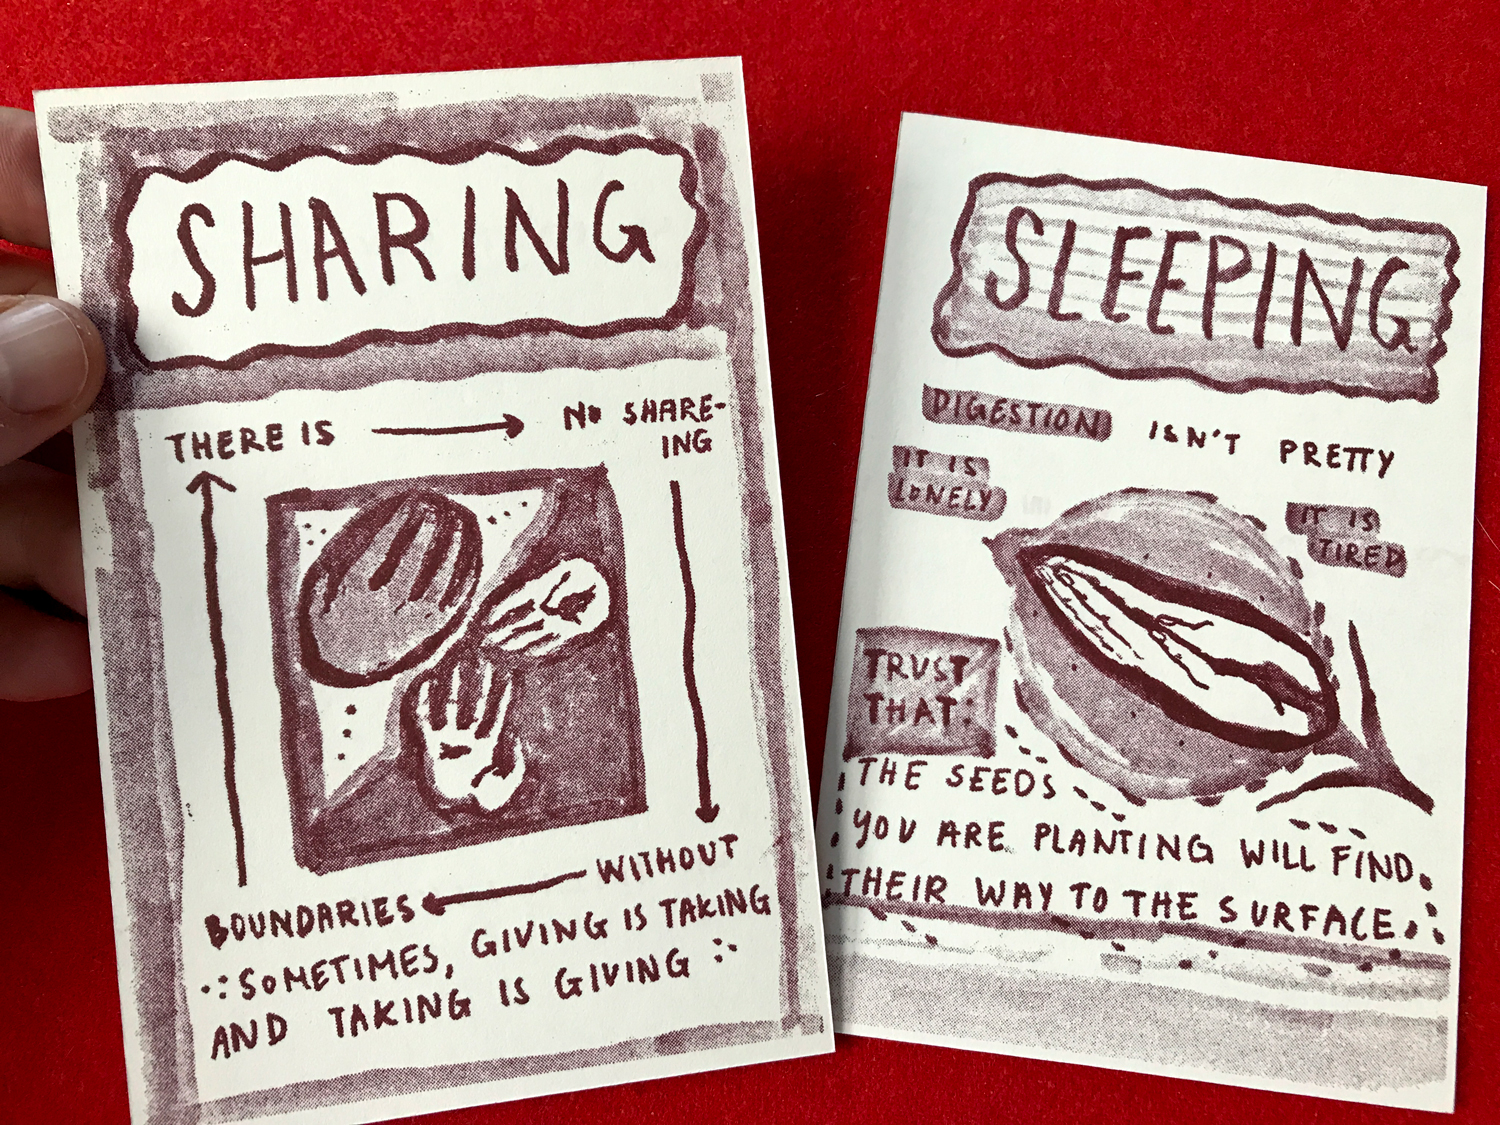 SHARING
THERE IS → NO SHARE-
ING
WITHOUT
BOUNDARIES
SOMETIMES, GIVING IS TAKING
AND TAKING IS GIVING
SLEEPING
DIGESTION ISN'T PRETTY
IT IS
LONELY
IT IS
TIRED
TRUST
THAT:
THE SEEDS
YOU ARE PLANTING WILL FIND
THEIR WAY TO THE SURFACE